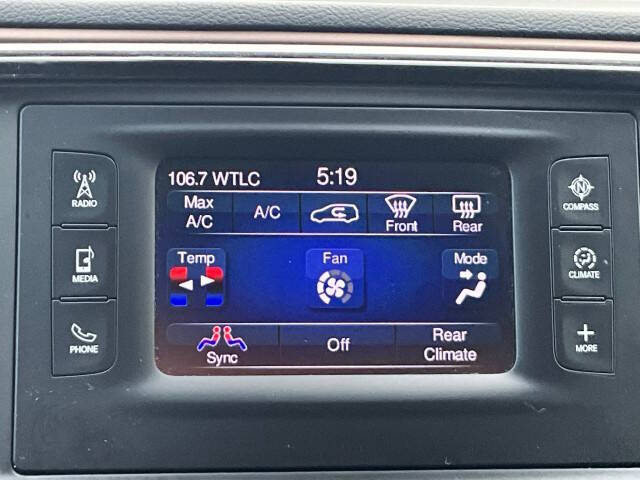 106.7 WTLC 5:19
RADIO
MEDIA
PHONE
Max
A/C
A/C
Front
Rear
Temp
Fan
Mode
Sync
Off
Rear
Climate
N
COMPASS
CLIMATE
MORE